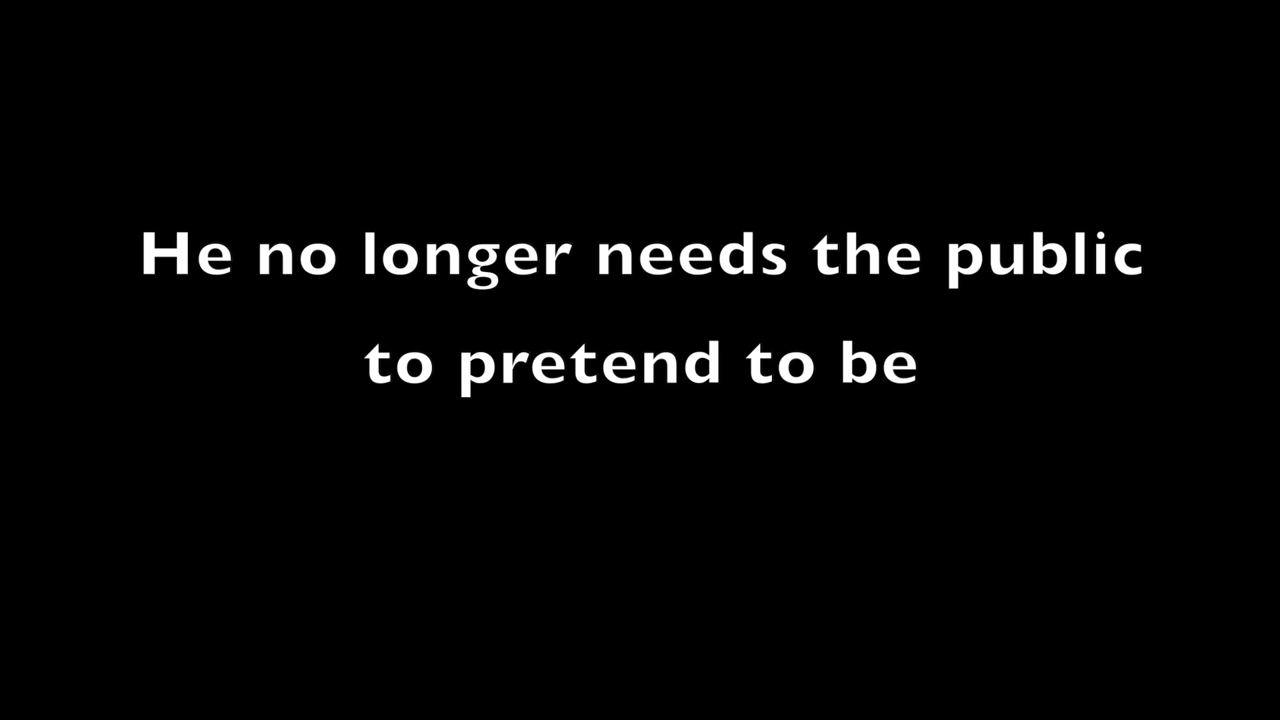 He no longer needs the public
to pretend to be